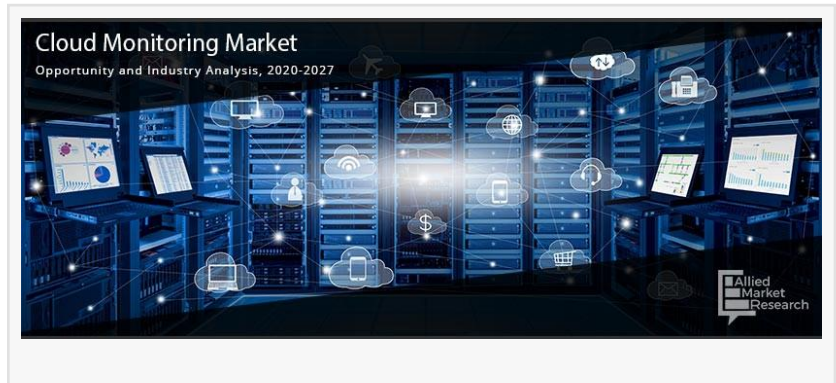 Cloud Monitoring Market
Opportunity and Industry Analysis, 2020-2027
$
Allied
Market
Research